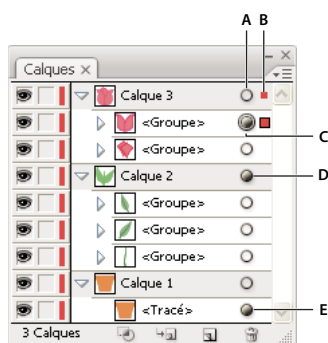 A B
Calques ×
Calque 3
<Groupe>
C
<Groupe>
Calque 2
D
<Groupe>
<Groupe>
<Groupe>
Calque 1
<Tracé>
E
3 Calques